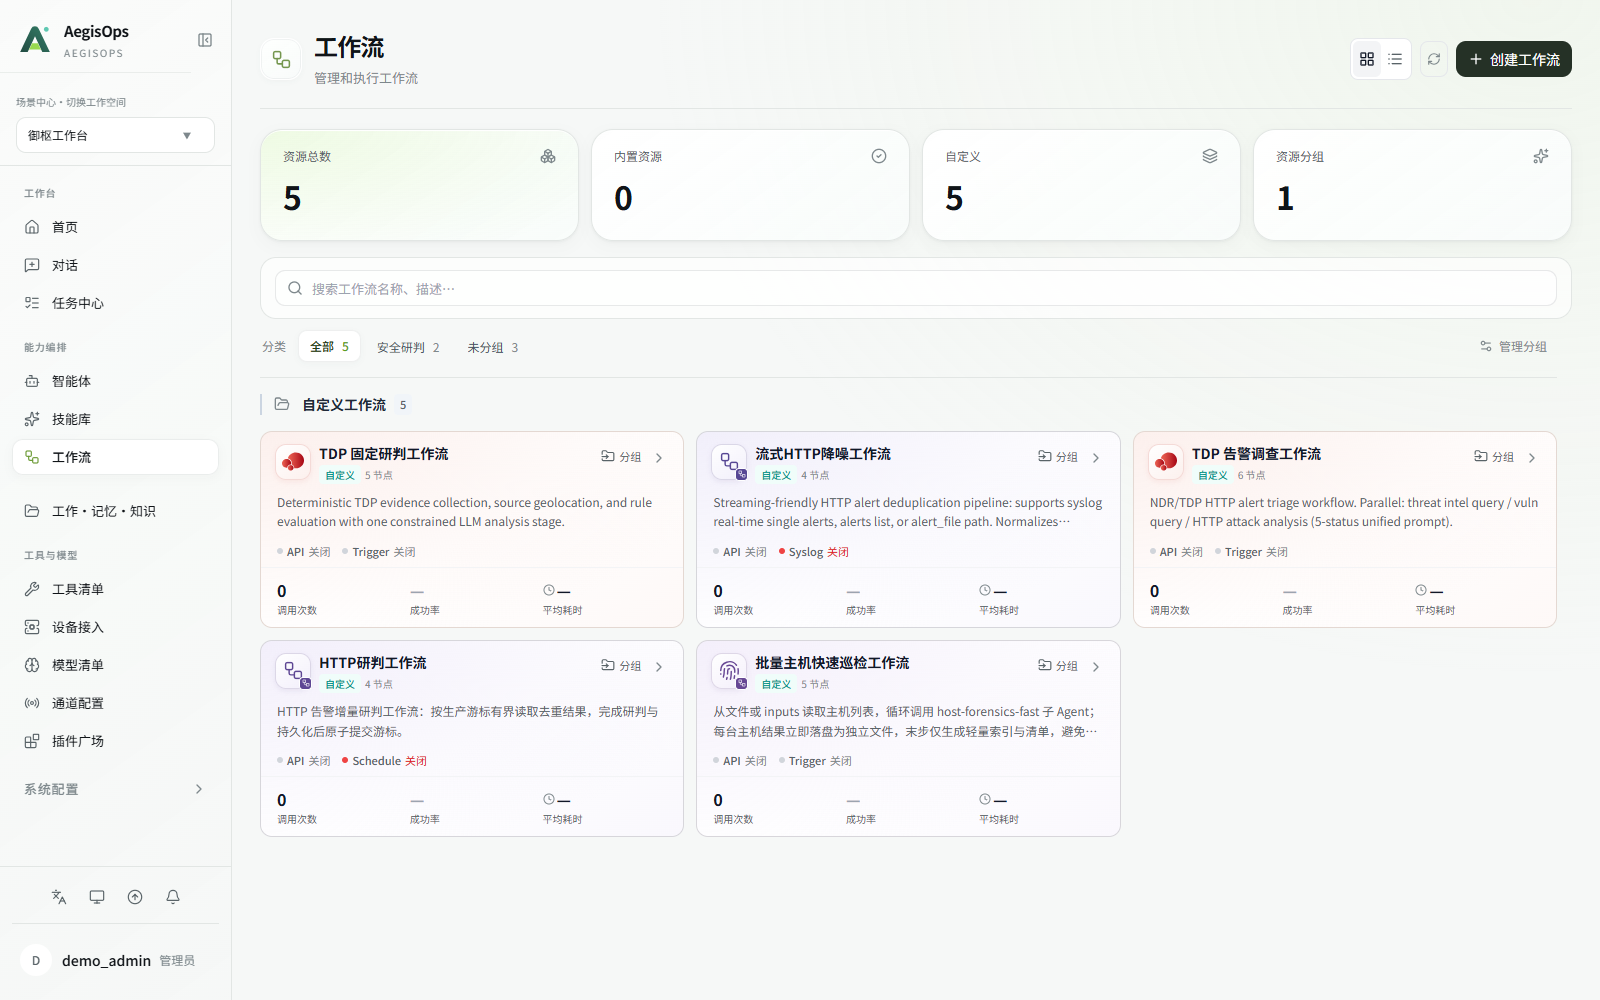 AegisOps
AEGISOPS
场景中心・切换工作空间
御枢工作台
工作台
首页
对话
任务中心
能力编排
智能体
技能库
工作流
工作・记忆・知识
工具与模型
工具清单
设备接入
模型清单
通道配置
插件广场
系统配置
D demo_admin 管理员
工作流
管理和执行工作流
创建工作流
资源总数
5
内置资源
0
自定义
5
资源分组
1
搜索工作流名称、描述…
分类 全部 5 安全研判 2 未分组 3 管理分组
自定义工作流 5
TDP 固定研判工作流 分组
自定义 5 节点
Deterministic TDP evidence collection, source geolocation, and rule
evaluation with one constrained LLM analysis stage.
API 关闭 Trigger 关闭
0 — —
调用次数 成功率 平均耗时
流式HTTP降噪工作流 分组
自定义 4 节点
Streaming-friendly HTTP alert deduplication pipeline: supports syslog
real-time single alerts, alerts list, or alert_file path. Normalizes…
API 关闭 Syslog 关闭
0 — —
调用次数 成功率 平均耗时
TDP 告警调查工作流 分组
自定义 6 节点
NDR/TDP HTTP alert triage workflow. Parallel: threat intel query / vuln
query / HTTP attack analysis (5-status unified prompt).
API 关闭 Trigger 关闭
0 — —
调用次数 成功率 平均耗时
HTTP研判工作流 分组
自定义 4 节点
HTTP 告警增量研判工作流：按生产游标有界读取去重结果，完成研判与
持久化后原子提交游标。
API 关闭 Schedule 关闭
0 — —
调用次数 成功率 平均耗时
批量主机快速巡检工作流 分组
自定义 5 节点
从文件或 inputs 读取主机列表，循环调用 host-forensics-fast 子 Agent；
每台主机结果立即落盘为独立文件，末步仅生成轻量索引与清单，避免…
API 关闭 Trigger 关闭
0 — —
调用次数 成功率 平均耗时